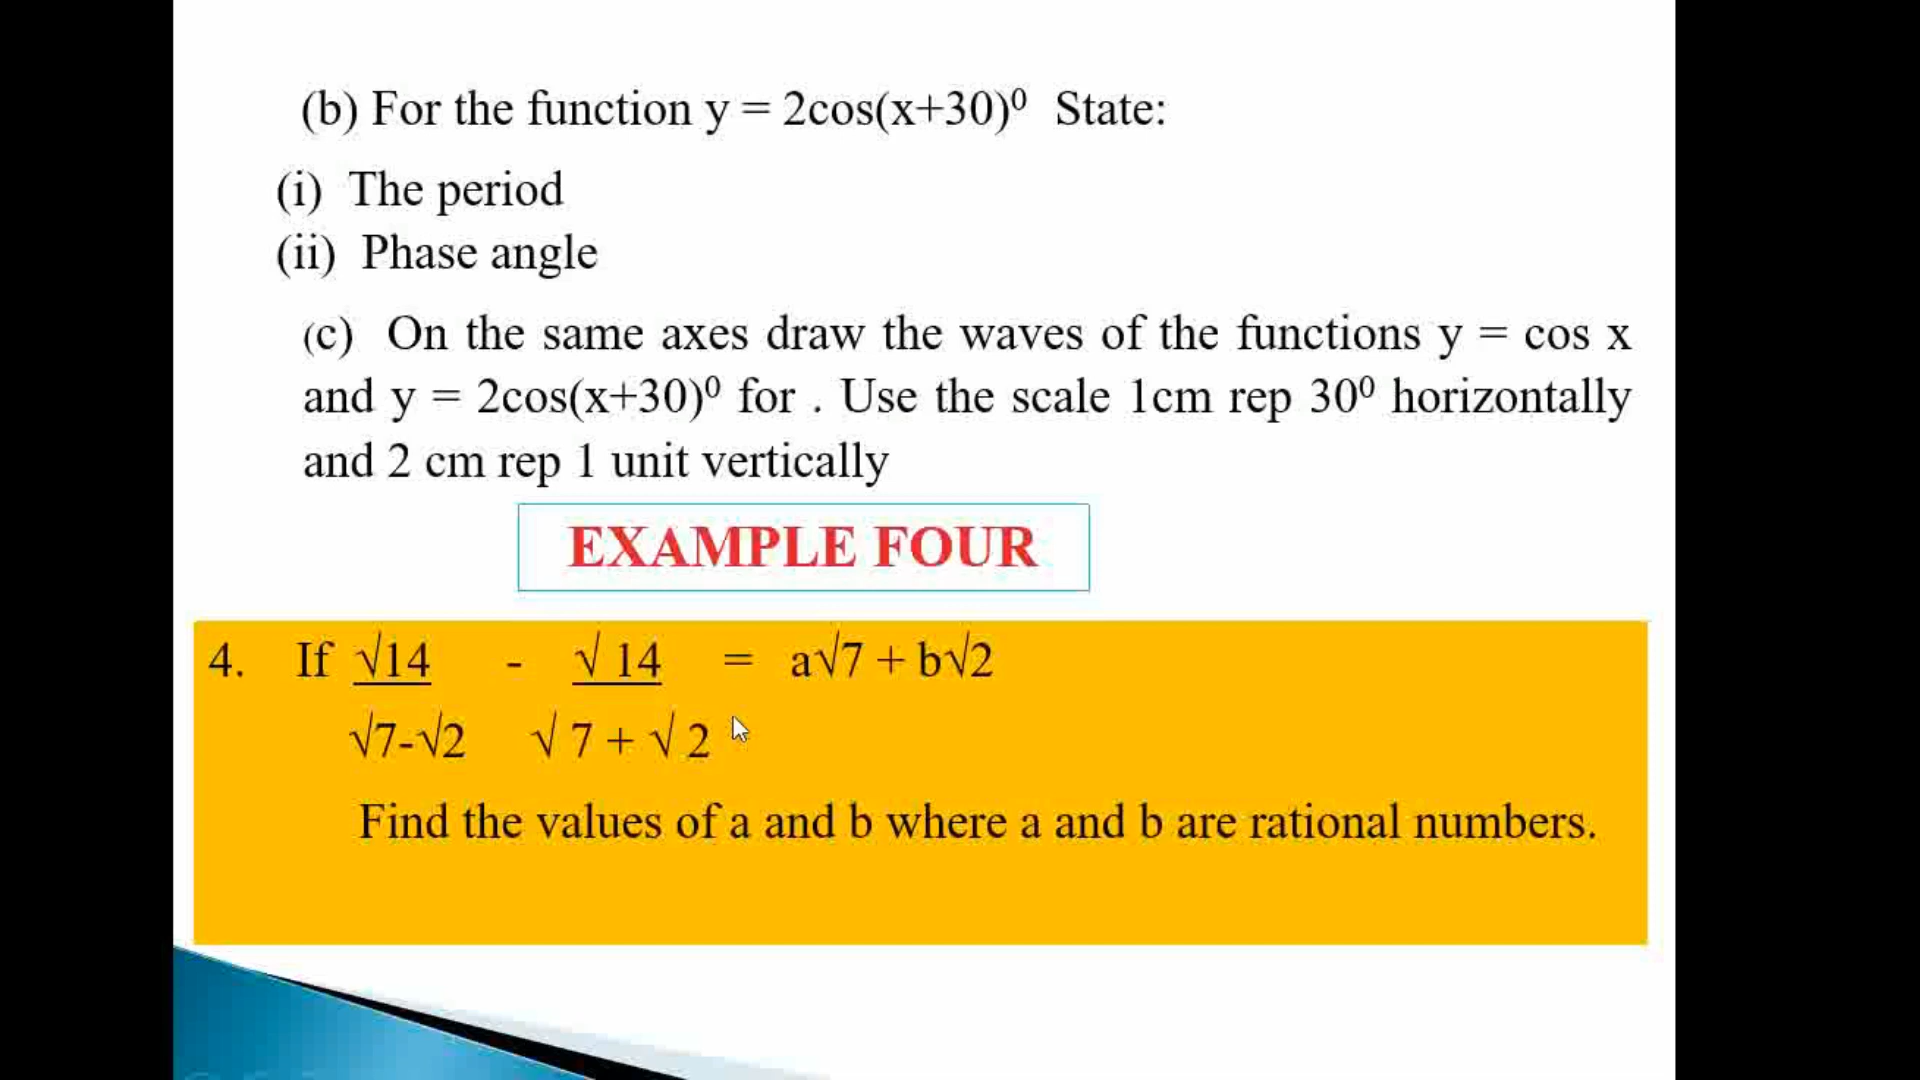 (b) For the function y = 2cos(x+30)⁰ State:
(i) The period
(ii) Phase angle
(c) On the same axes draw the waves of the functions y = cos x
and y = 2cos(x+30)⁰ for . Use the scale 1cm rep 30⁰ horizontally
and 2 cm rep 1 unit vertically
EXAMPLE FOUR
4. If √14 - √ 14 = a√7 + b√2
√7-√2 √ 7 + √ 2
Find the values of a and b where a and b are rational numbers.